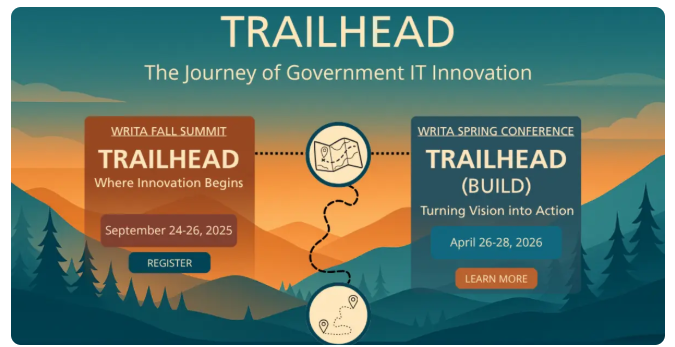 TRAILHEAD
The Journey of Government IT Innovation
WRITA FALL SUMMIT
TRAILHEAD
Where Innovation Begins
September 24-26, 2025
REGISTER
WRITA SPRING CONFERENCE
TRAILHEAD
(BUILD)
Turning Vision into Action
April 26-28, 2026
LEARN MORE